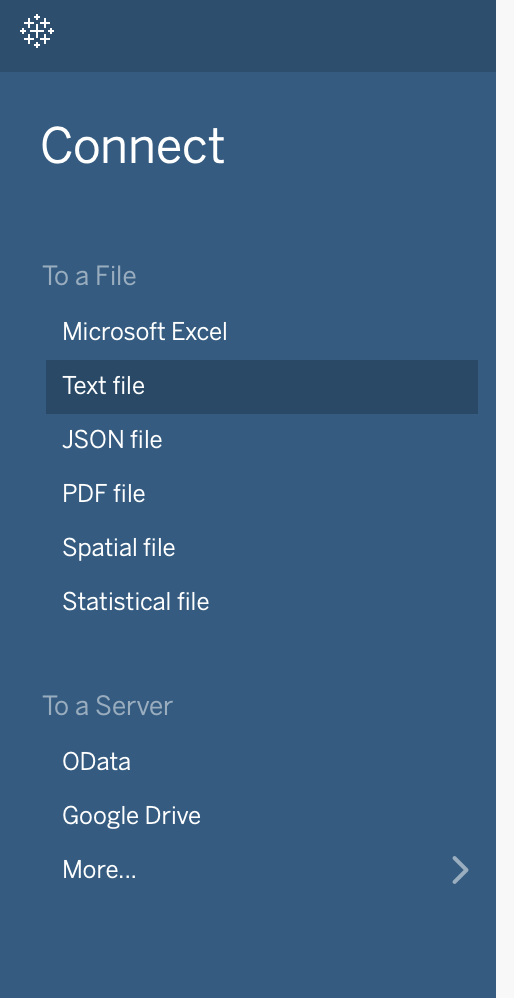 Connect
To a File
Microsoft Excel
Text file
JSON file
PDF file
Spatial file
Statistical file
To a Server
OData
Google Drive
More...